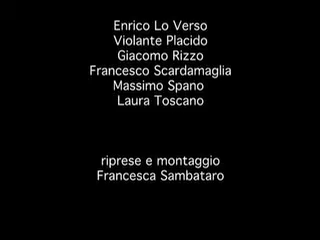 Enrico Lo Verso
Violante Placido
Giacomo Rizzo
Francesco Scardamaglia
Massimo Spano
Laura Toscano
riprese e montaggio
Francesca Sambataro